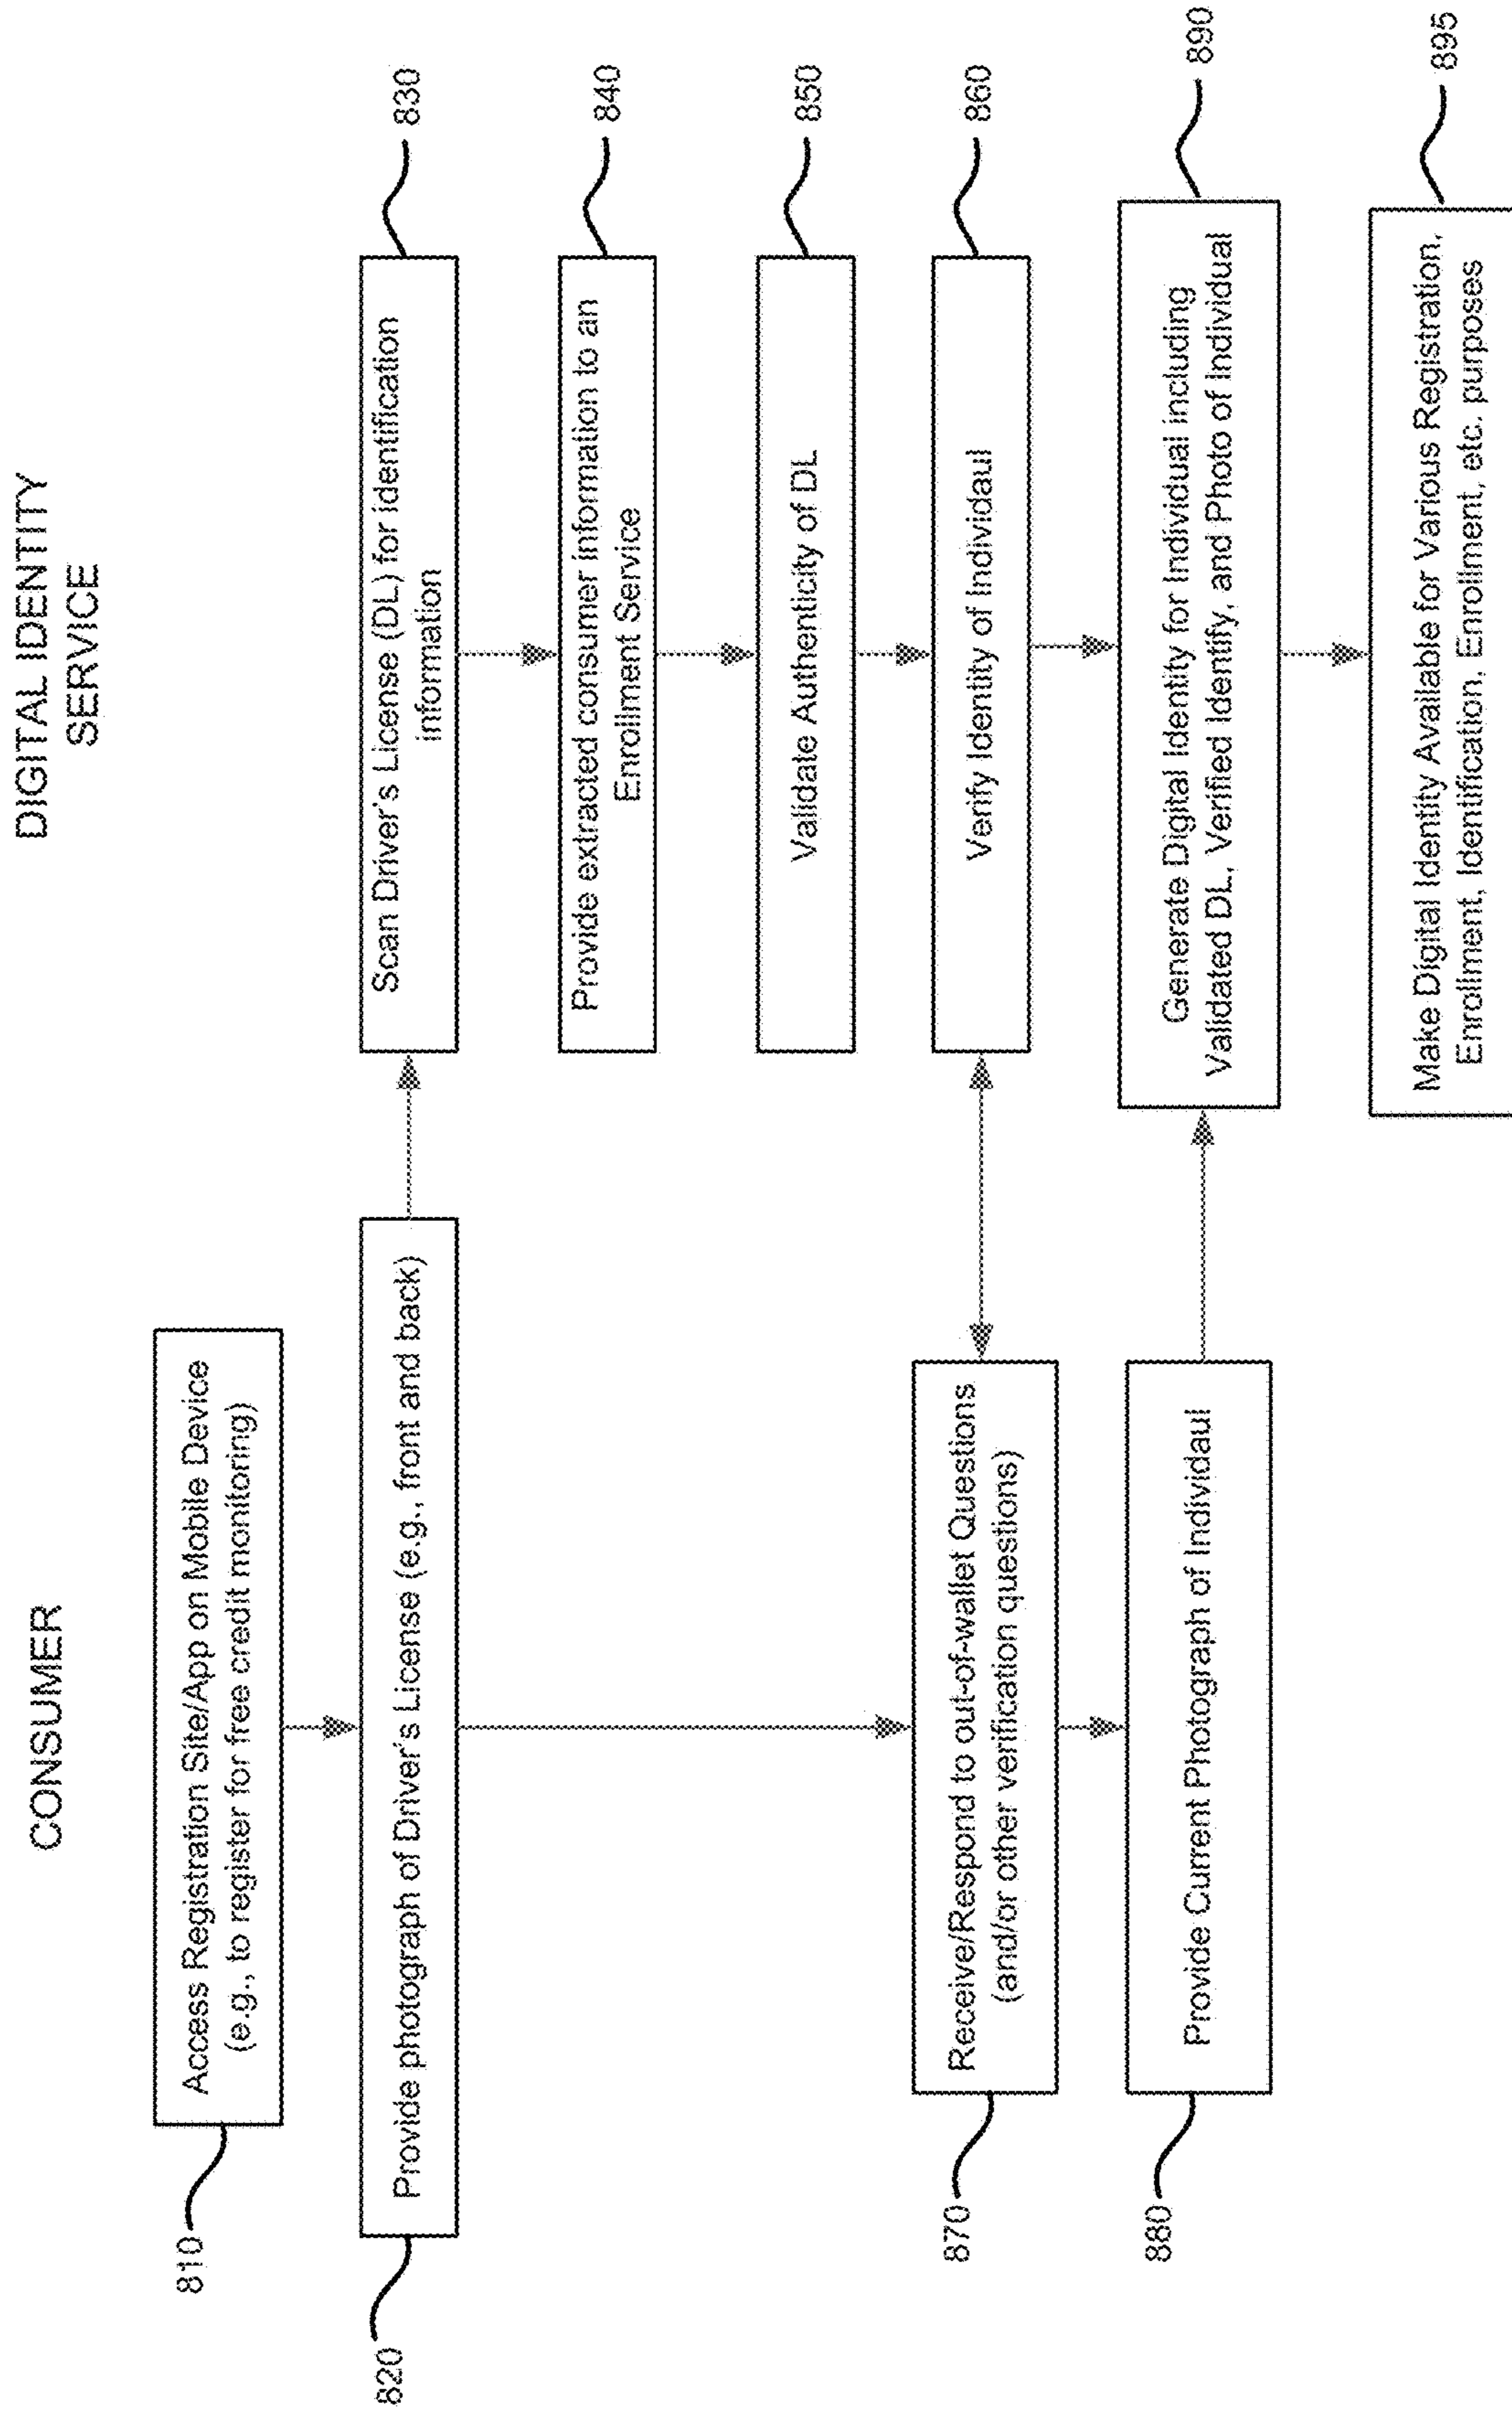 CONSUMER
DIGITAL IDENTITY
SERVICE
810
Access Registration Site/App on Mobile Device
(e.g., to register for free credit monitoring)
820
Provide photograph of Driver's License (e.g., front and back)
Scan Driver's License (DL) for identification
information
830
Provide extracted consumer information to an
Enrollment Service
840
Validate Authenticity of DL
850
870
Receive/Respond to out-of-wallet Questions
(and/or other verification questions)
Verify Identity of Individaul
860
880
Provide Current Photograph of Individaul
Generate Digital Identity for Individual including
Validated DL, Verified Identify, and Photo of Individual
890
Make Digital Identity Available for Various Registration,
Enrollment, Identification, Enrollment, etc. purposes
895